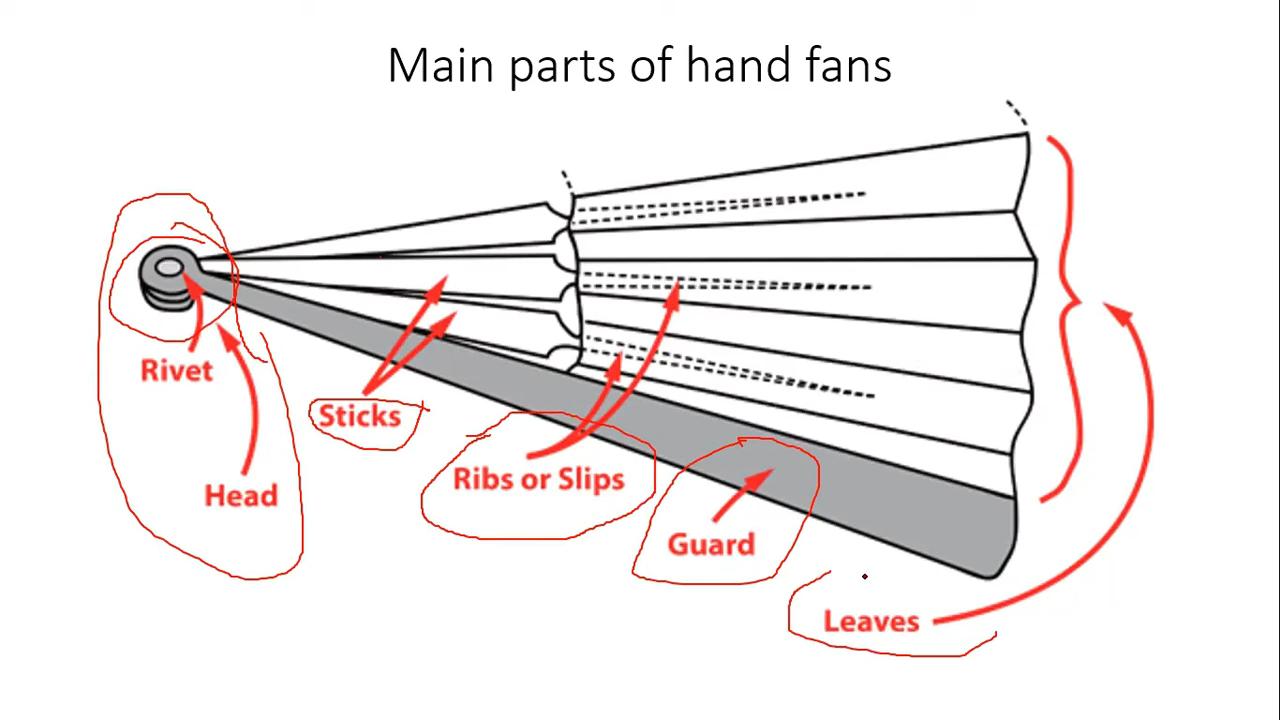 Main parts of hand fans
Rivet
Sticks
Head
Ribs or Slips
Guard
Leaves